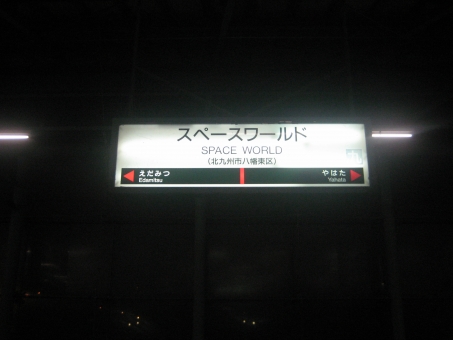 スペースワールド
SPACE WORLD
(北九州市八幡東区)
えだみつ やはた
Edamitsu Yahata